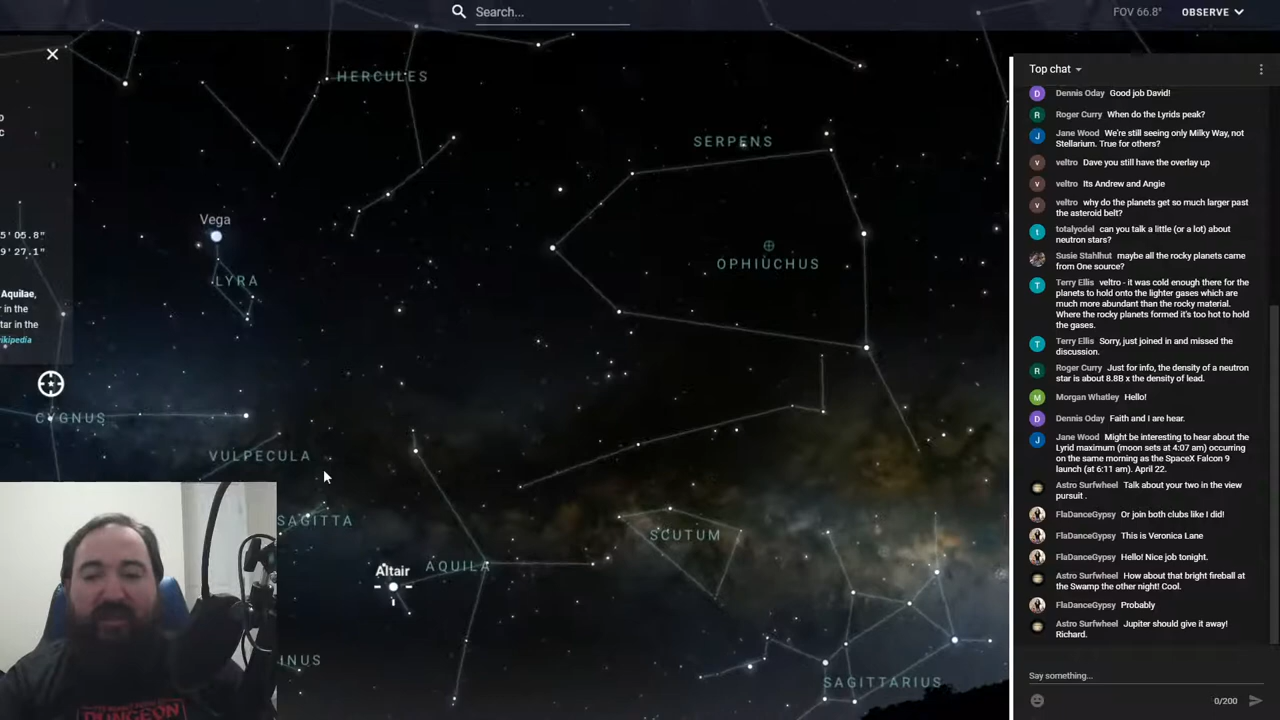 Search...
FOV 66.8°
OBSERVE
HERCULES
SERPENS
Vega
LYRA
OPHIUCHUS
5'05.8"
9'27.1"
Aquilae,
r in the
tar in the
ikipedia
CYGNUS
VULPECULA
SAGITTA
SCUTUM
Altair
AQUILA
INUS
SAGITTARIUS
DUNGEON
Top chat
D Dennis Oday Good job David!
R Roger Curry When do the Lyrids peak?
J Jane Wood We're still seeing only Milky Way, not
Stellarium. True for others?
v veltro Dave you still have the overlay up
v veltro Its Andrew and Angie
v veltro why do the planets get so much larger past
the asteroid belt?
t totalyodel can you talk a little (or a lot) about
neutron stars?
Susie Stahlhut maybe all the rocky planets came
from One source?
T Terry Ellis veltro - it was cold enough there for the
planets to hold onto the lighter gases which are
much more abundant than the rocky material.
Where the rocky planets formed it's too hot to hold
the gases.
T Terry Ellis Sorry, just joined in and missed the
discussion.
R Roger Curry Just for info, the density of a neutron
star is about 8.8B x the density of lead.
M Morgan Whatley Hello!
D Dennis Oday Faith and I are hear.
J Jane Wood Might be interesting to hear about the
Lyrid maximum (moon sets at 4:07 am) occurring
on the same morning as the SpaceX Falcon 9
launch (at 6:11 am). April 22.
Astro Surfwheel Talk about your two in the view
pursuit .
FlaDanceGypsy Or join both clubs like I did!
FlaDanceGypsy This is Veronica Lane
FlaDanceGypsy Hello! Nice job tonight.
Astro Surfwheel How about that bright fireball at
the Swamp the other night! Cool.
FlaDanceGypsy Probably
Astro Surfwheel Jupiter should give it away!
Richard.
Say something...
0/200